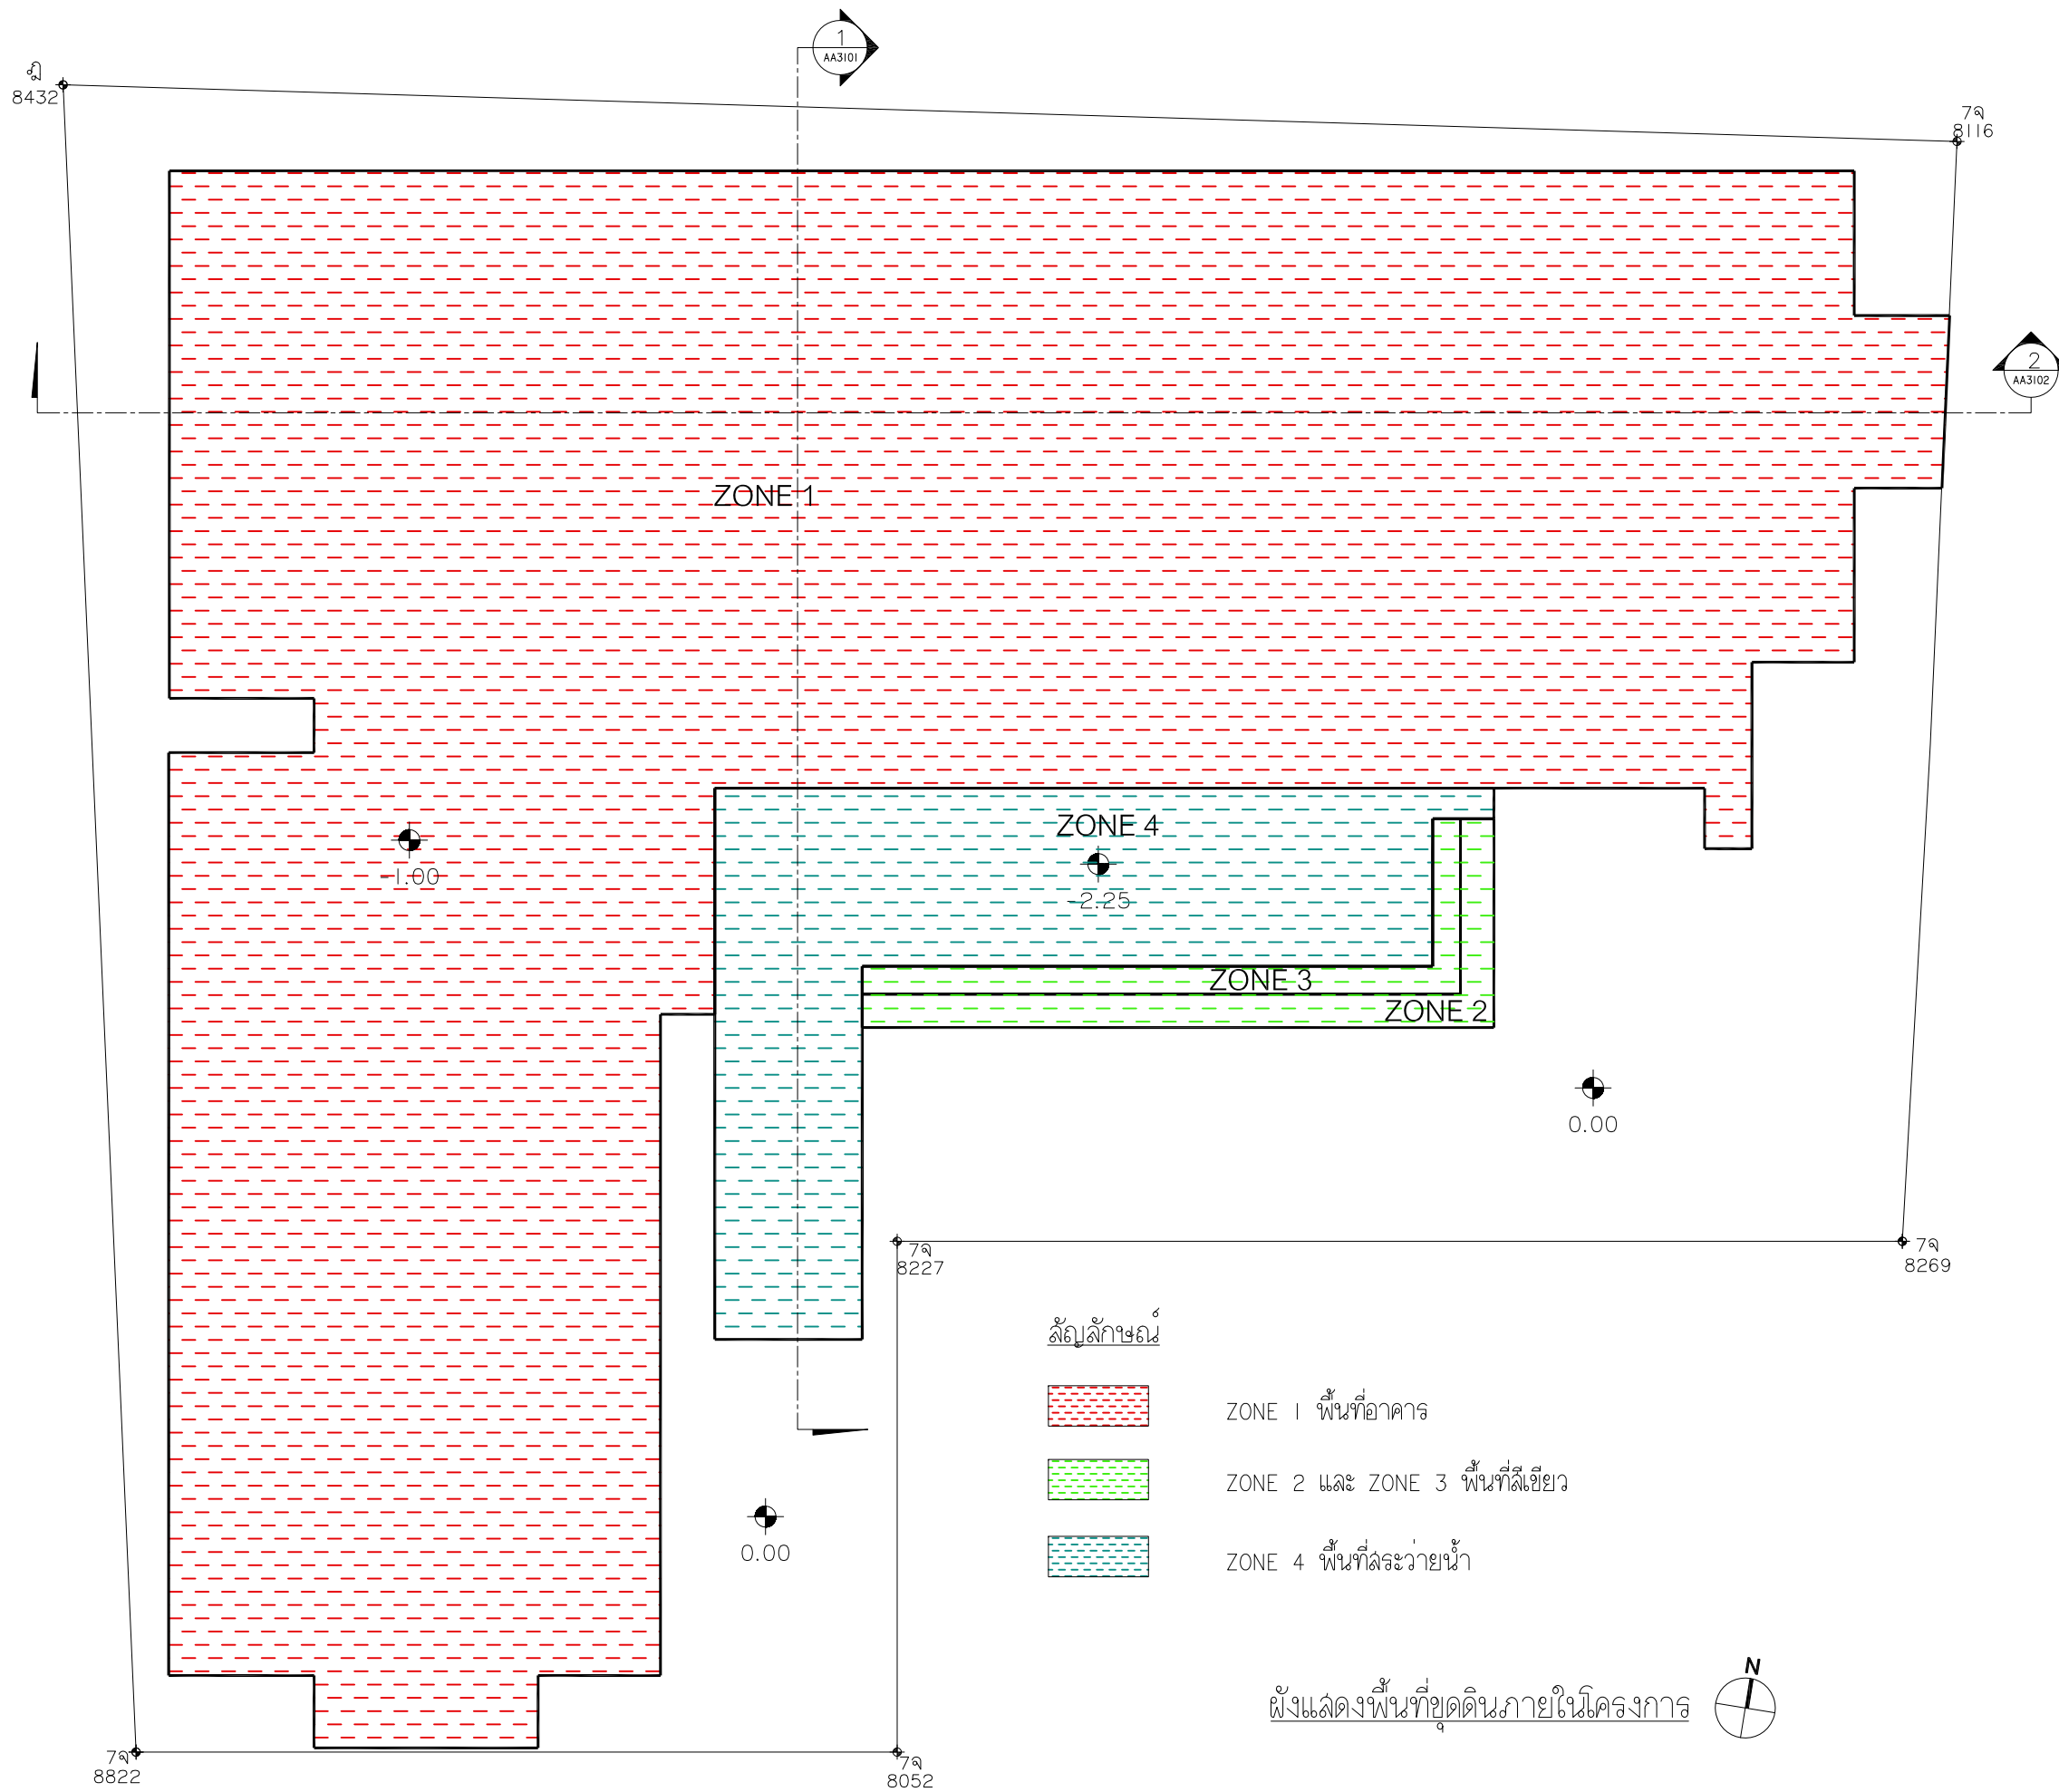 1
AA3101
ฎ
8432
7จ
8116
2
AA3102
ZONE 1
ZONE 4
-1.00
-2.25
ZONE 3
ZONE 2
0.00
7จ
8227
7จ
8269
สัญลักษณ์
ZONE 1 พื้นที่อาคาร
ZONE 2 และ ZONE 3 พื้นที่สีเขียว
0.00
ZONE 4 พื้นที่สระว่ายน้ำ
N
ผังแสดงพื้นที่ขุดดินภายในโครงการ
7จ
8822
7จ
8052